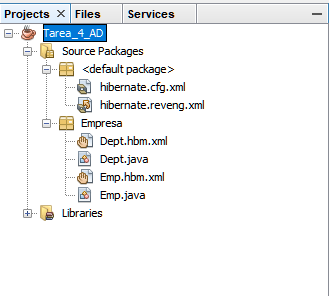 Projects Files Services
Tarea_4_AD
Source Packages
<default package>
hibernate.cfg.xml
hibernate.reveng.xml
Empresa
Dept.hbm.xml
Dept.java
Emp.hbm.xml
Emp.java
Libraries